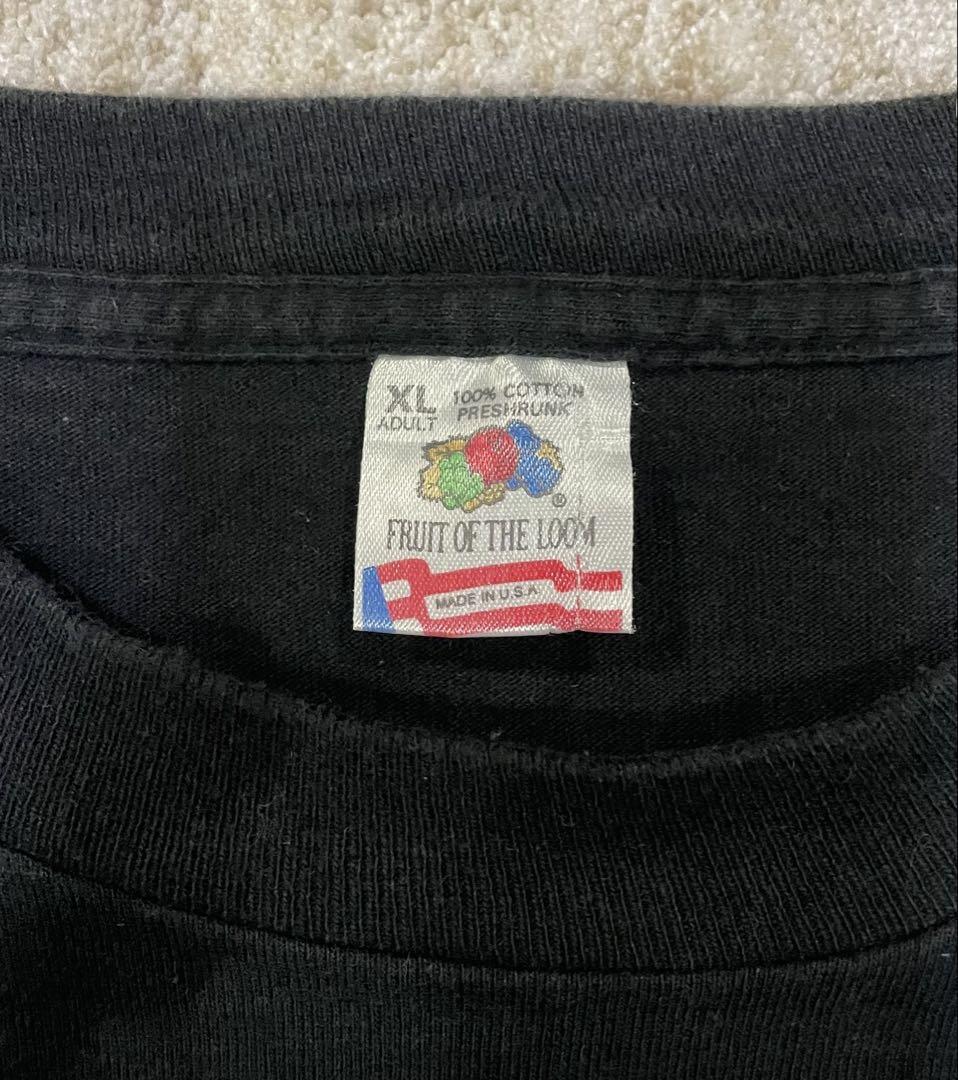 XL 100% COTTON
ADULT PRESHRUNK
®
FRUIT OF THE LOOM
MADE IN U.S.A